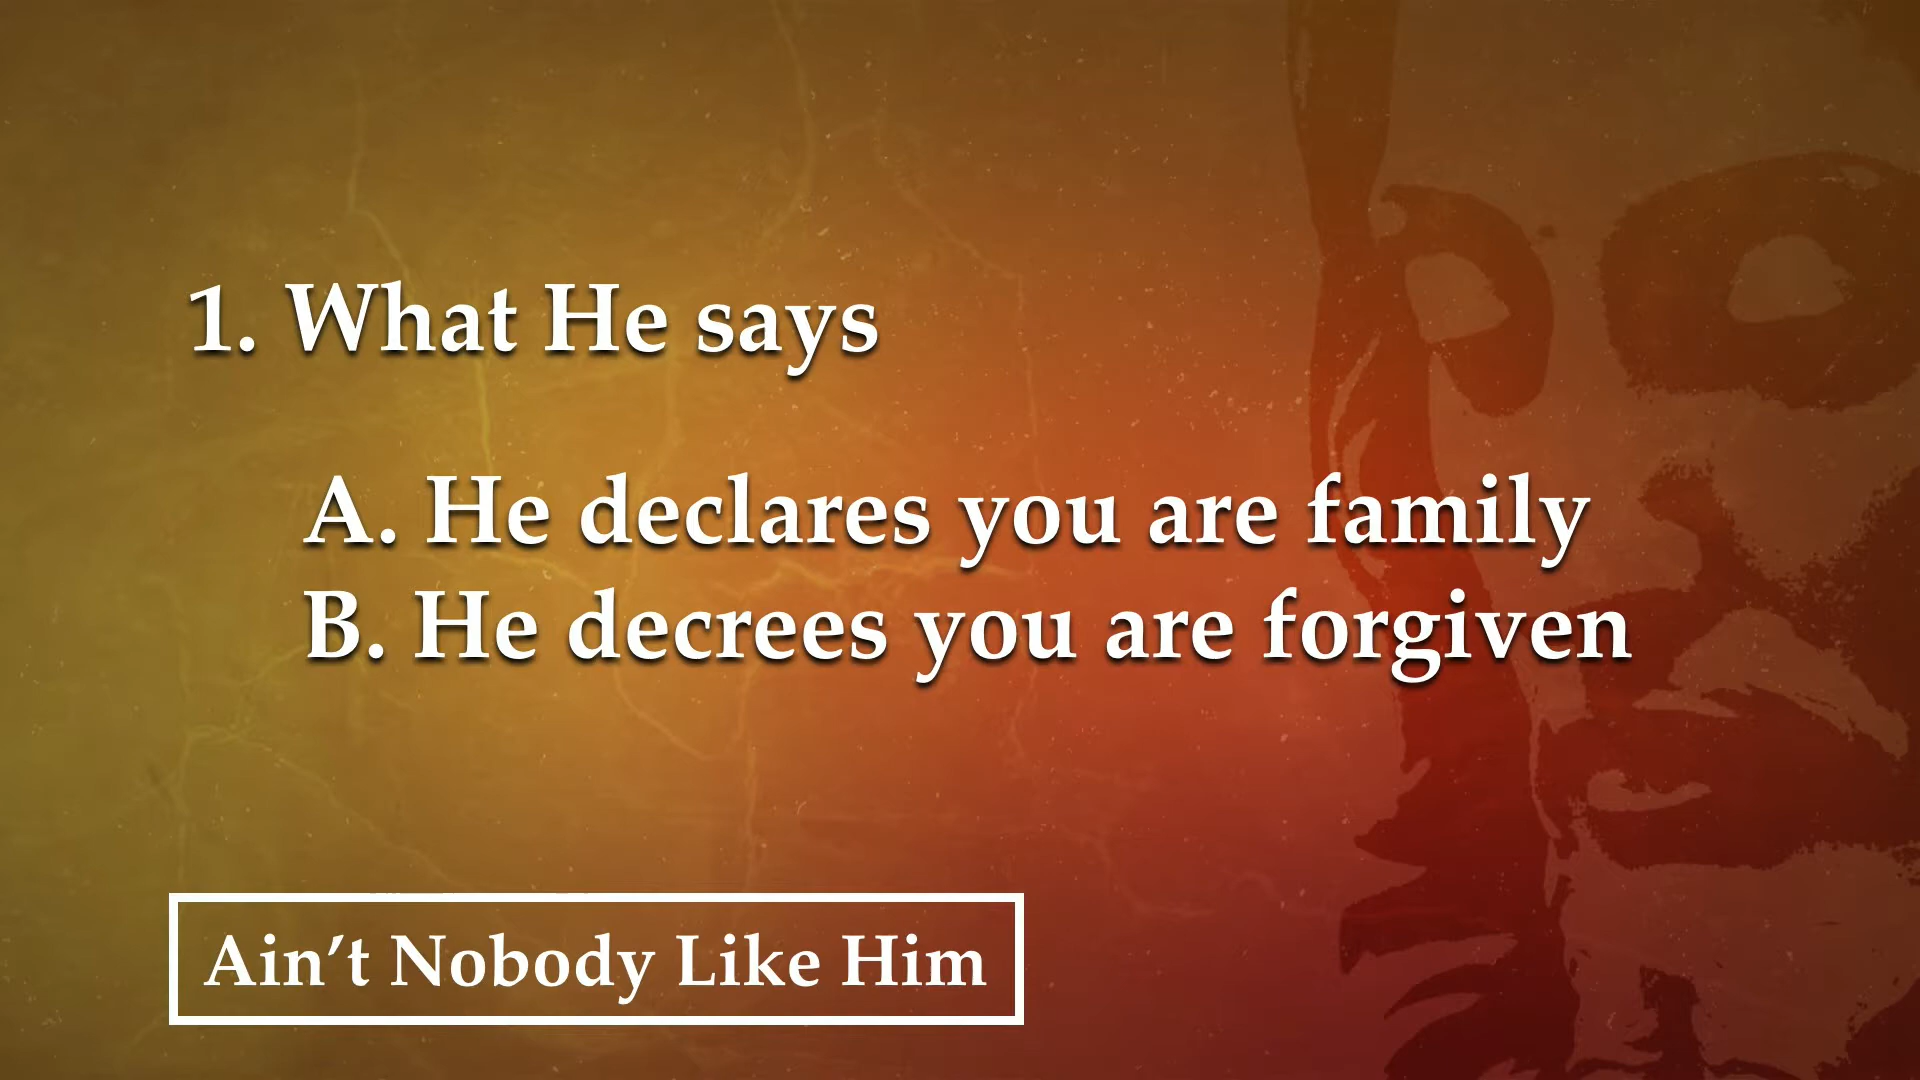 1. What He says
A. He declares you are family
B. He decrees you are forgiven
Ain’t Nobody Like Him